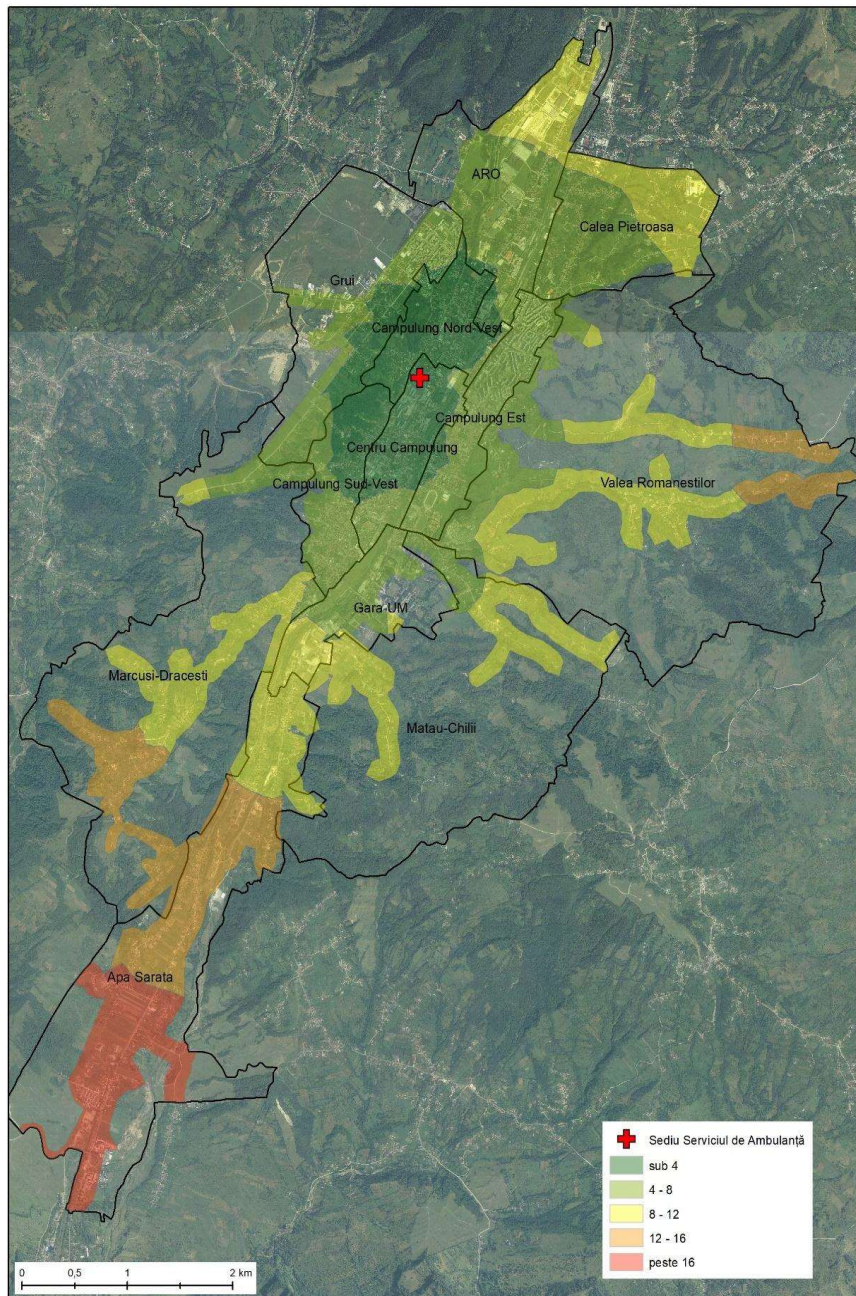 ARO
Calea Pietroasa
Grui
Campulung Nord-Vest
Campulung Est
Centru Campulung
Campulung Sud-Vest
Valea Romanestilor
Gara-UM
Marcusi-Dracesti
Matau-Chilii
Apa Sarata
Sediu Serviciul de Ambulanță
sub 4
4 - 8
8 - 12
12 - 16
peste 16
0 0,5 1 2 km